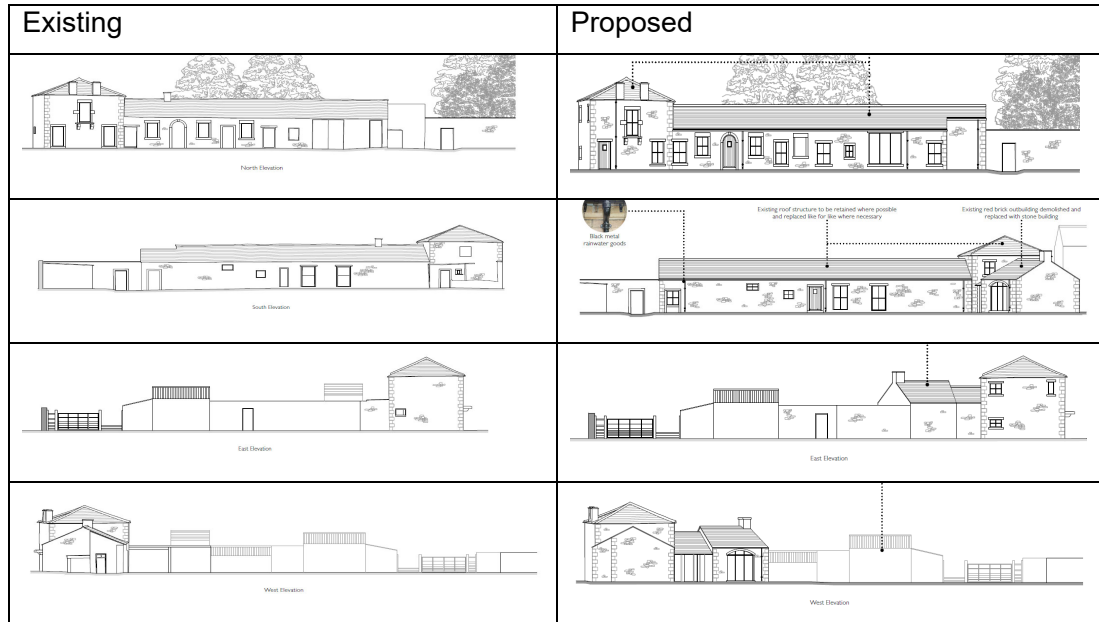 Existing
Proposed
North Elevation
South Elevation
Black metal
rainwater goods
Existing roof structure to be retained where possible
and replaced like for like where necessary
Existing red brick outbuilding demolished and
replaced with stone building
East Elevation
East Elevation
West Elevation
West Elevation